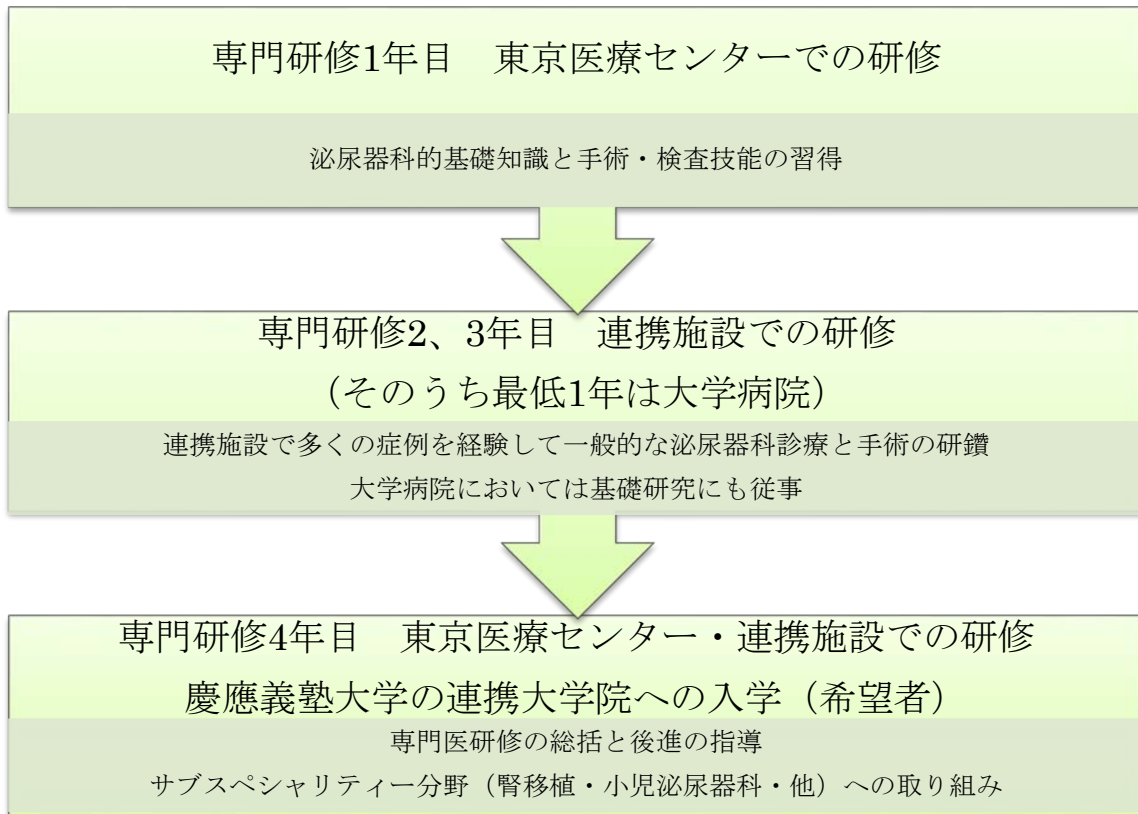 専門研修1年目　東京医療センターでの研修
泌尿器科的基礎知識と手術・検査技能の習得
専門研修2、3年目　連携施設での研修
（そのうち最低1年は大学病院）
連携施設で多くの症例を経験して一般的な泌尿器科診療と手術の研鑽
大学病院においては基礎研究にも従事
専門研修4年目　東京医療センター・連携施設での研修
慶應義塾大学の連携大学院への入学（希望者）
専門医研修の総括と後進の指導
サブスペシャリティー分野（腎移植・小児泌尿器科・他）への取り組み